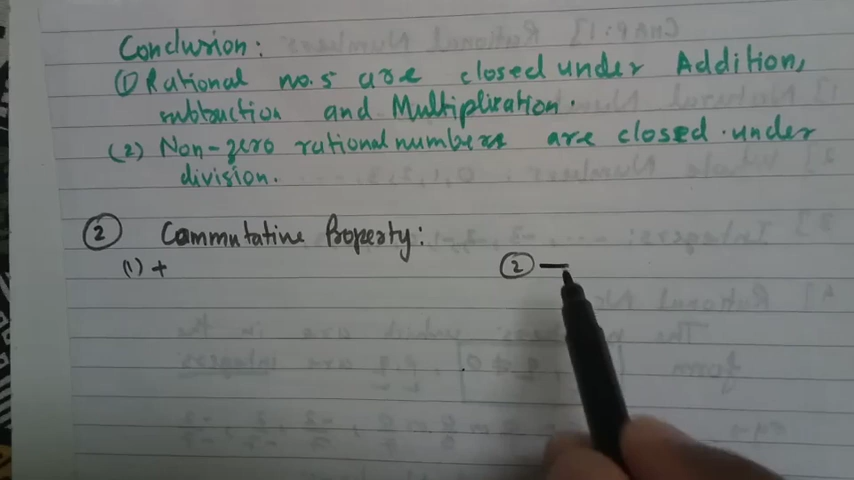 Conclusion:
(1) Rational no.s are closed under Addition,
subtraction and Multiplication.
(2) Non-zero rational numbers are closed under
division.
(2) Cammutative Property:
(1) +
(2) —